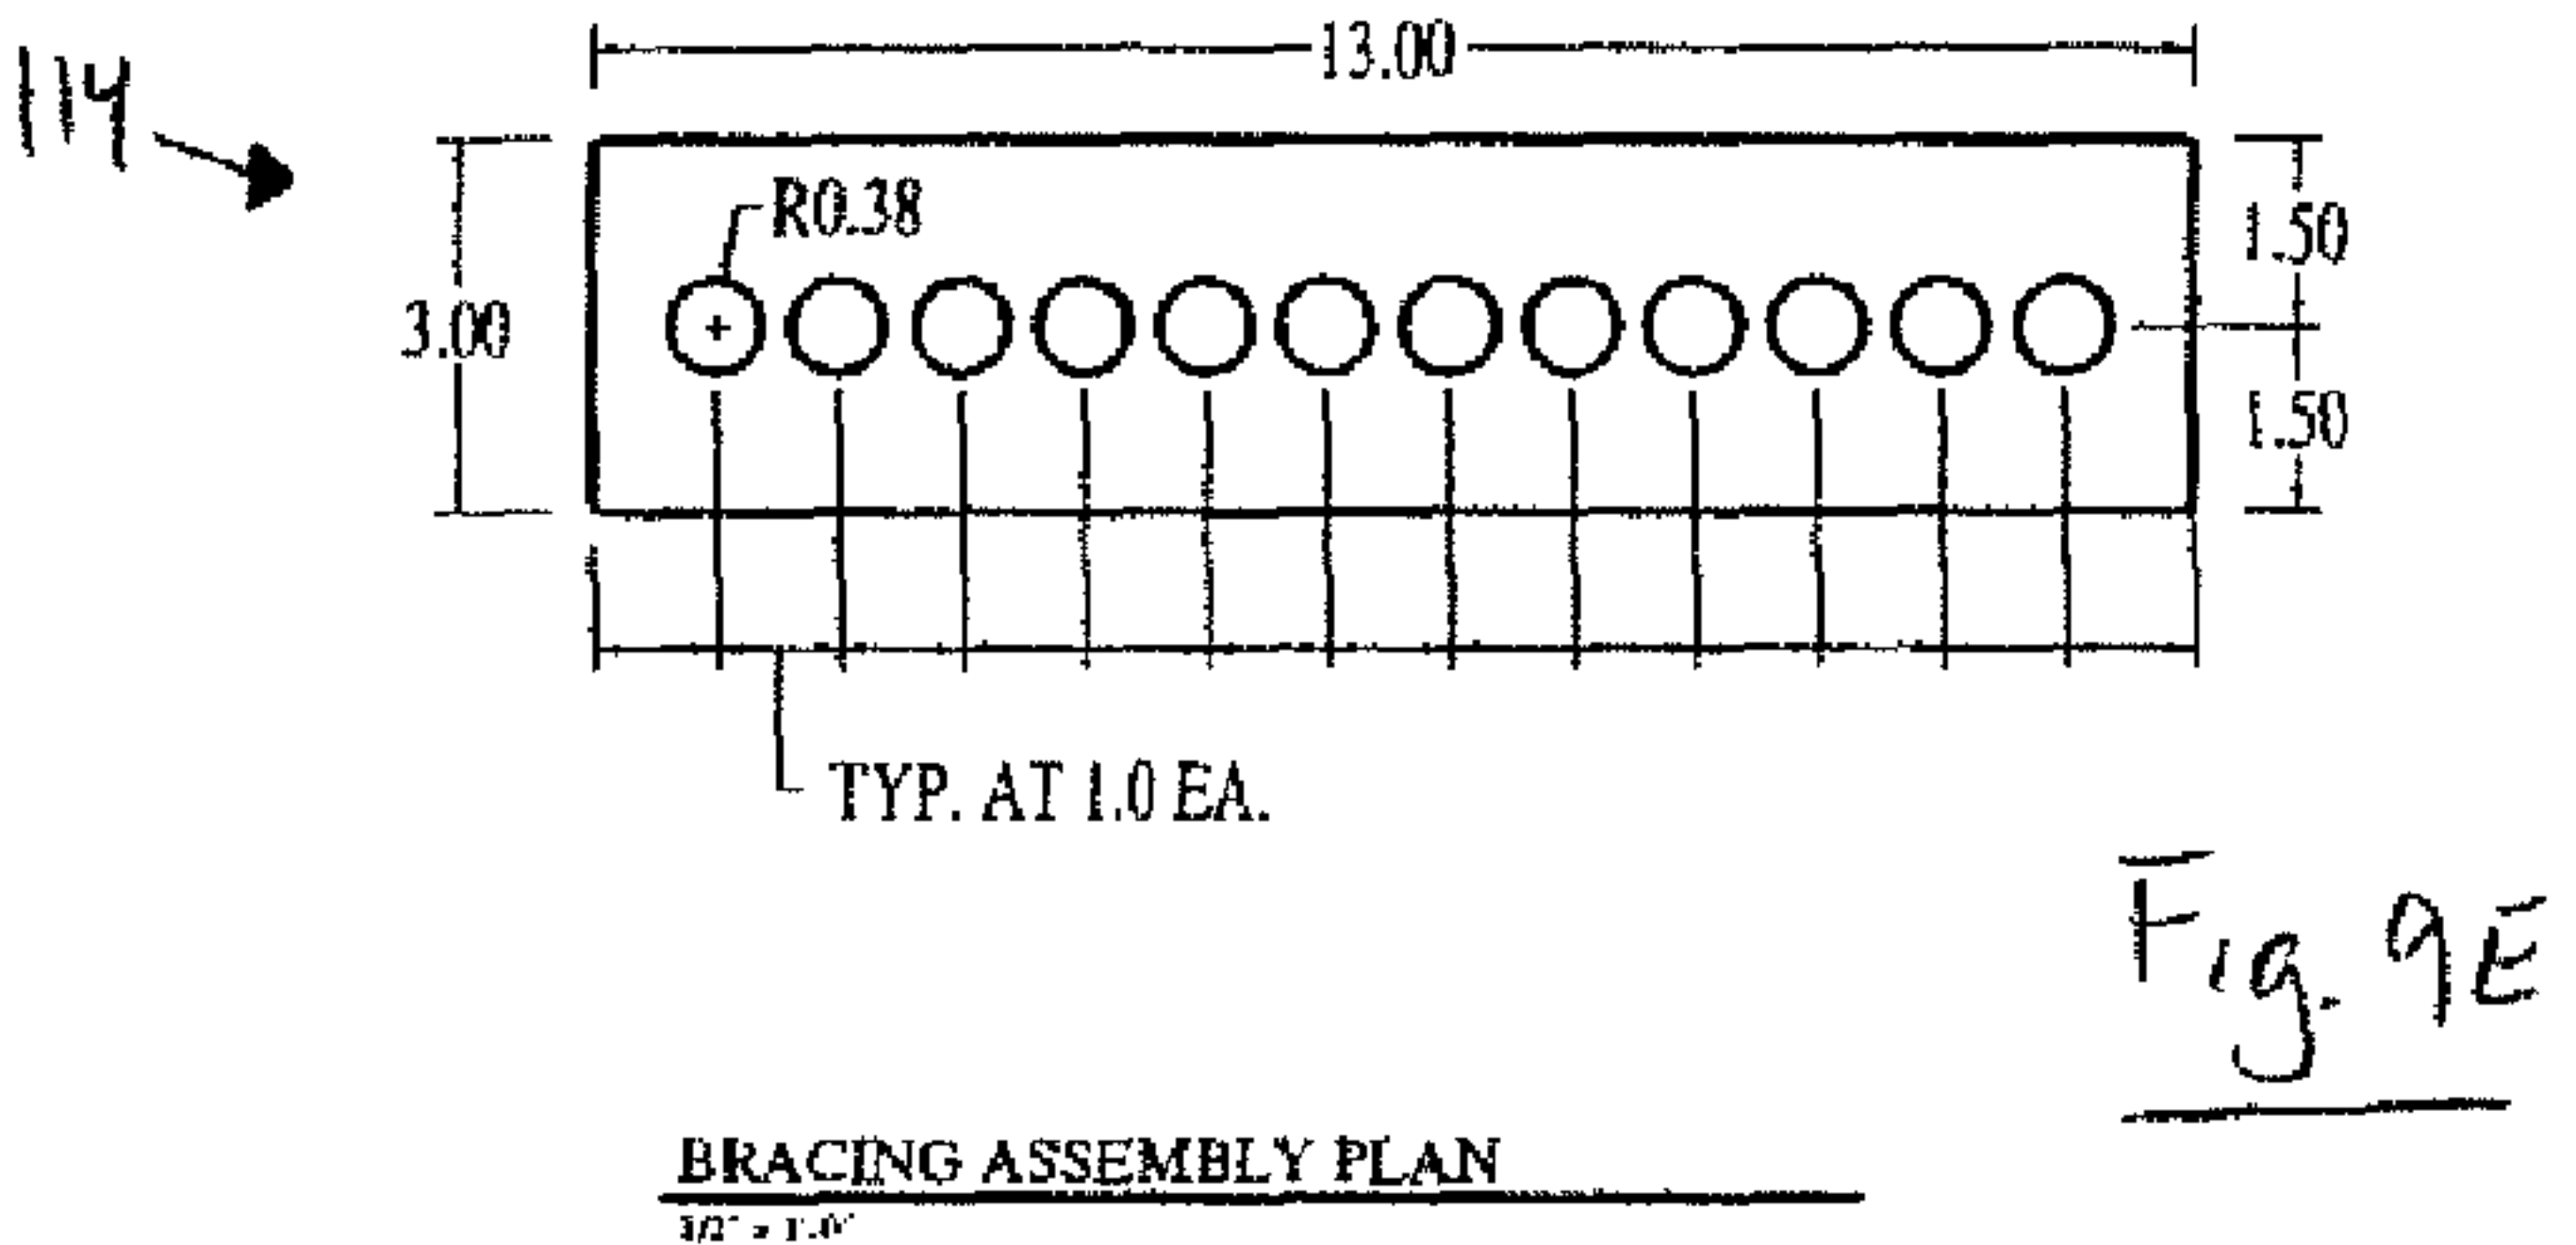 114
13.00
R0.38
1.50
3.00
1.50
TYP. AT 1.0 EA.
Fig. 9E
BRACING ASSEMBLY PLAN